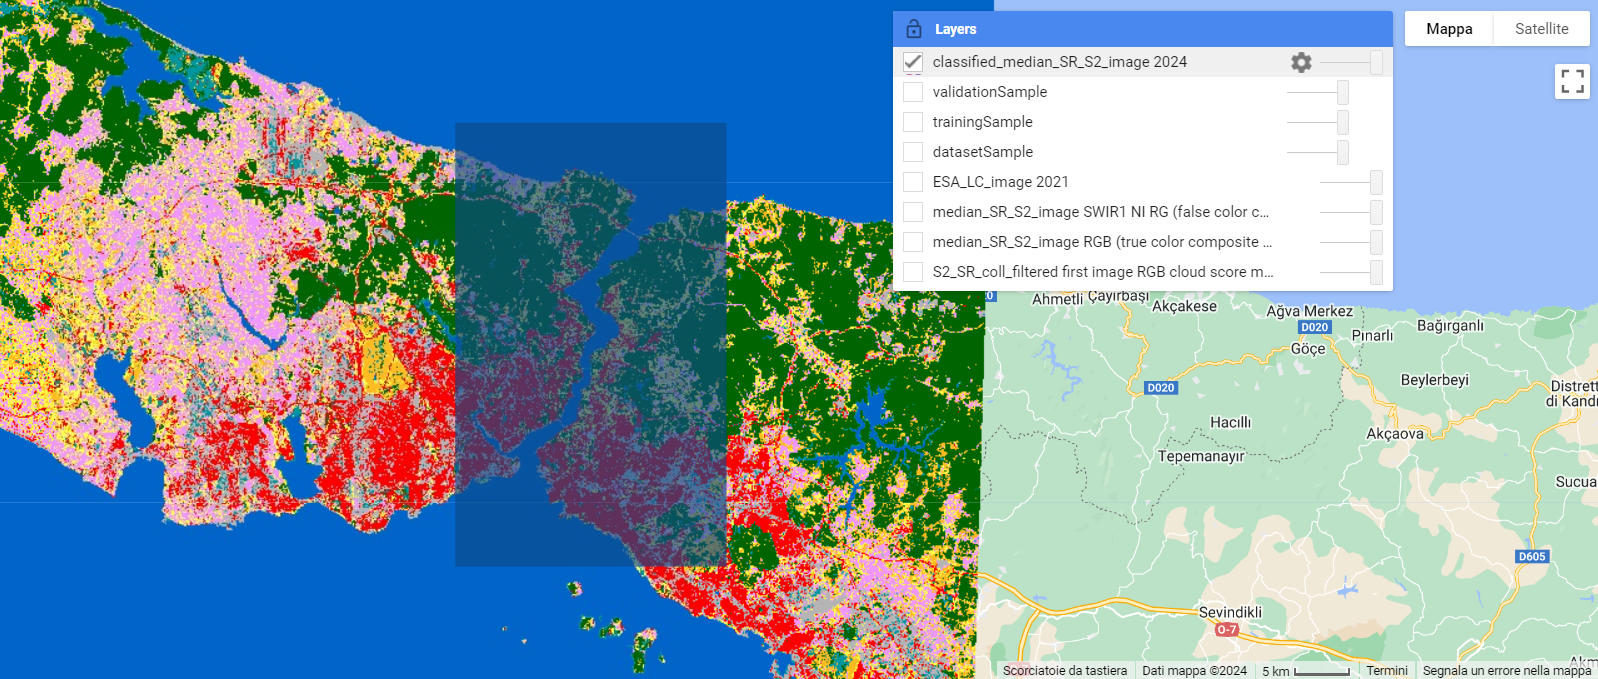 Layers
classified_median_SR_S2_image 2024
validationSample
trainingSample
datasetSample
ESA_LC_image 2021
median_SR_S2_image SWIR1 NI RG (false color c...
median_SR_S2_image RGB (true color composite ...
S2_SR_coll_filtered first image RGB cloud score m...
Mappa
Satellite
Ahmetli
Çayırbaşı
Akçakese
Ağva Merkez
D020
Pınarlı
Bağırganlı
Göçe
D020
Beylerbeyi
Distrett
di Kandı
Hacıllı
Akçaova
Tepemanayır
Sucua
D605
Sevindikli
O-7
Scorciatoie da tastiera
Dati mappa ©2024
5 km
Termini
Segnala un errore nella mappa